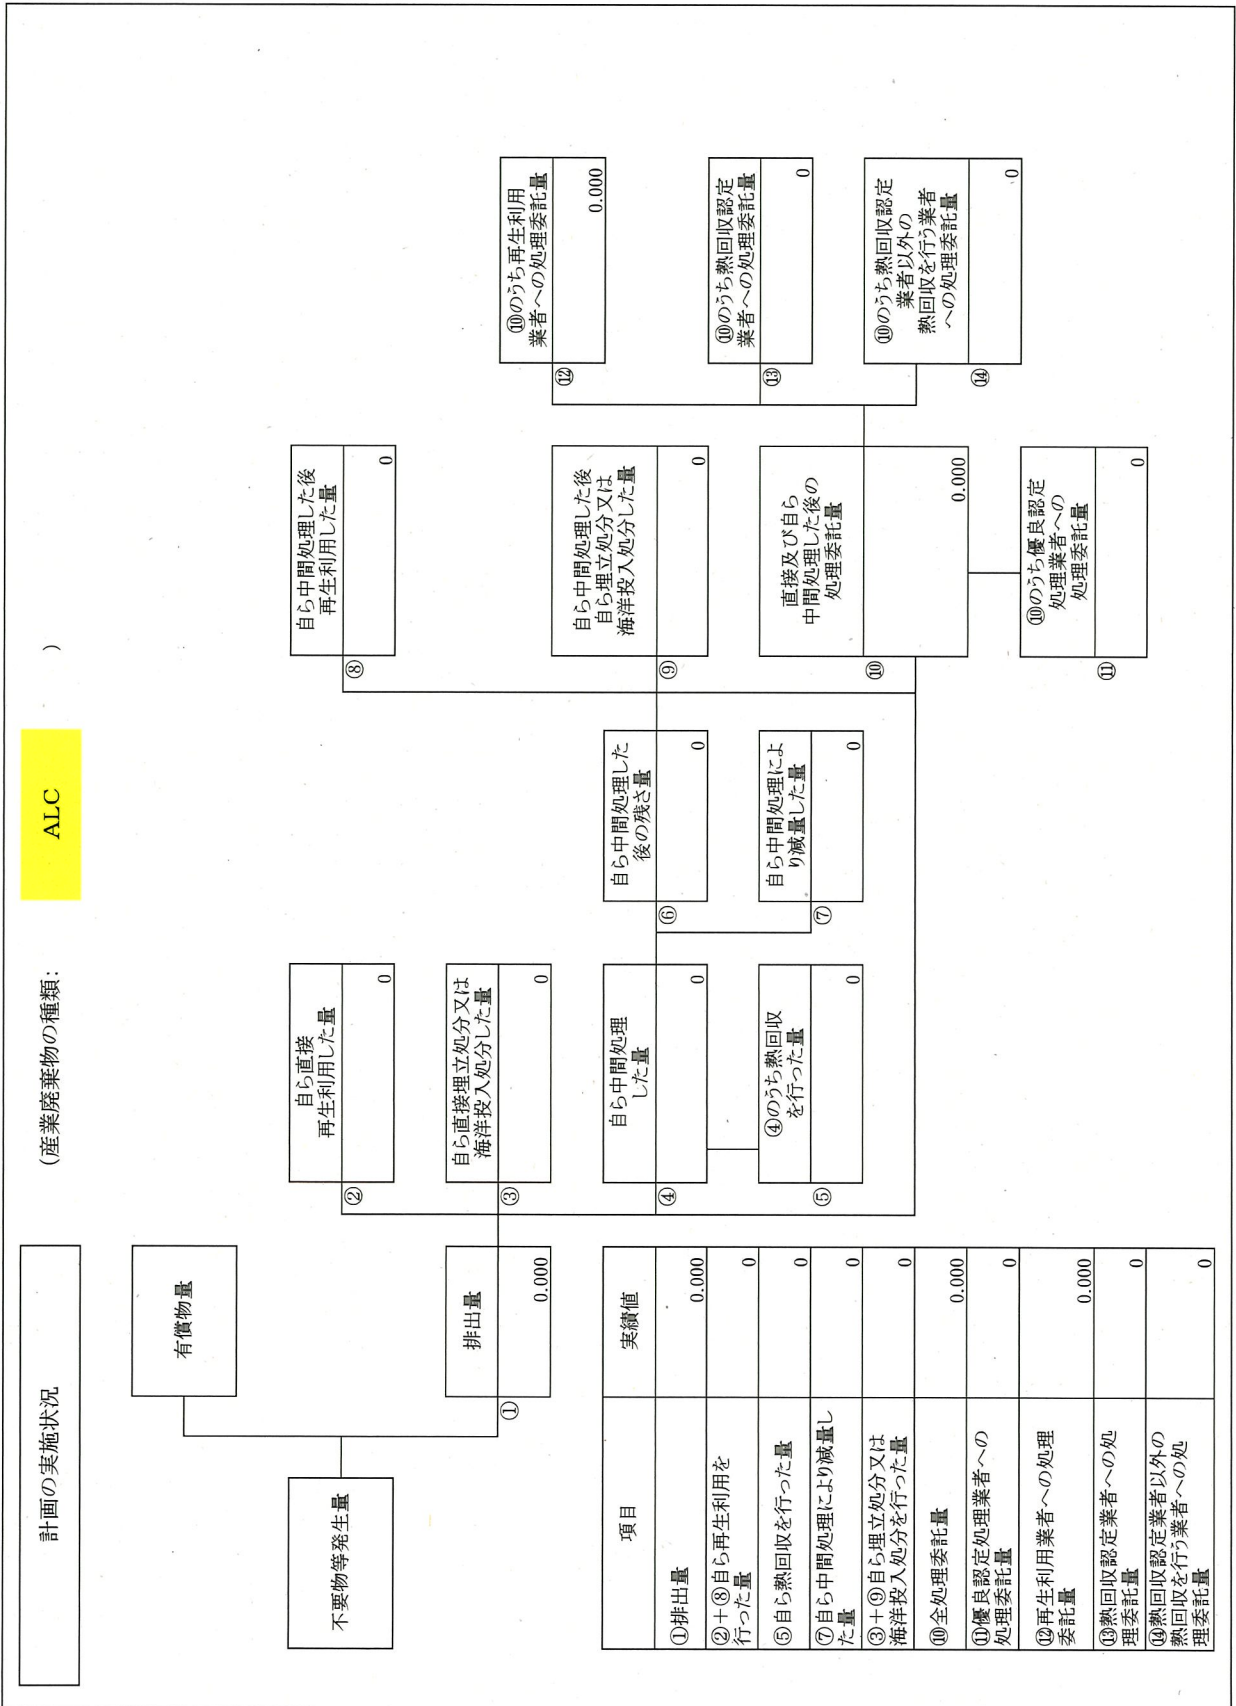 計画の実施状況
(産業廃棄物の種類: ALC )
不要物等発生量
有償物量
排出量
①
0.000
自ら直接
再生利用した量
②
0
自ら直接埋立処分又は
海洋投入処分した量
③
0
自ら中間処理
した量
④
0
④のうち熱回収
を行った量
⑤
0
自ら中間処理した
後の残さ量
⑥
0
自ら中間処理によ
り減量した量
⑦
0
自ら中間処理した後
再生利用した量
⑧
0
自ら中間処理した後
自ら埋立処分又は
海洋投入処分した量
⑨
0
直接及び自ら
中間処理した後の
処理委託量
⑩
0.000
⑩のうち優良認定
処理業者への
処理委託量
⑪
0
⑩のうち再生利用
業者への処理委託量
⑫
0.000
⑩のうち熱回収認定
業者への処理委託量
⑬
0
⑩のうち熱回収認定
業者以外の
熱回収を行う業者
への処理委託量
⑭
0
項目 実績値
①排出量 0.000
②+⑧自ら再生利用を
行った量 0
⑤自ら熱回収を行った量 0
⑦自ら中間処理により減量し
た量 0
③+⑨自ら埋立処分又は
海洋投入処分を行った量 0
⑩全処理委託量 0.000
⑪優良認定処理業者への
処理委託量 0
⑫再生利用業者への処理
委託量 0.000
⑬熱回収認定業者への処
理委託量 0
⑭熱回収認定業者以外の
熱回収を行う業者への処
理委託量 0